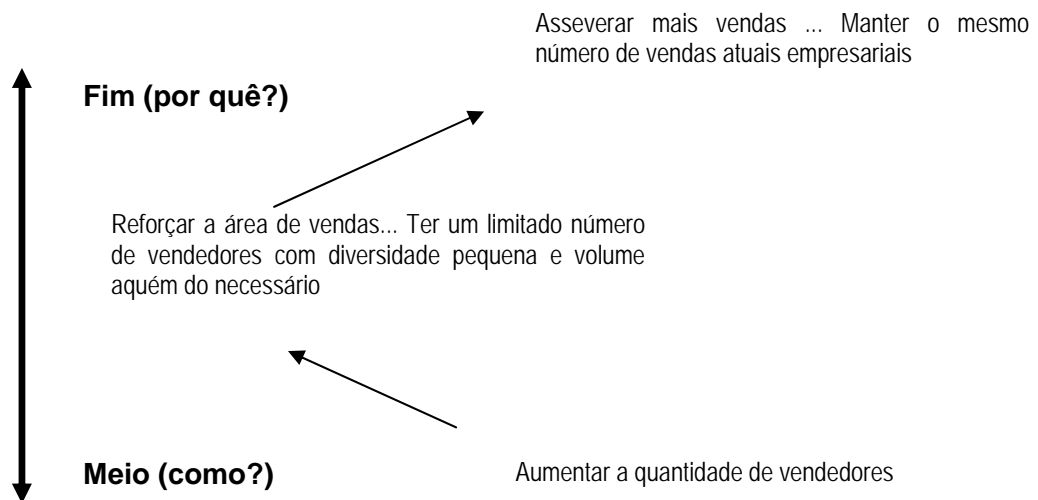 Asseverar mais vendas ... Manter o mesmo
número de vendas atuais empresariais
Fim (por quê?)
Reforçar a área de vendas... Ter um limitado número
de vendedores com diversidade pequena e volume
aquém do necessário
Meio (como?)
Aumentar a quantidade de vendedores